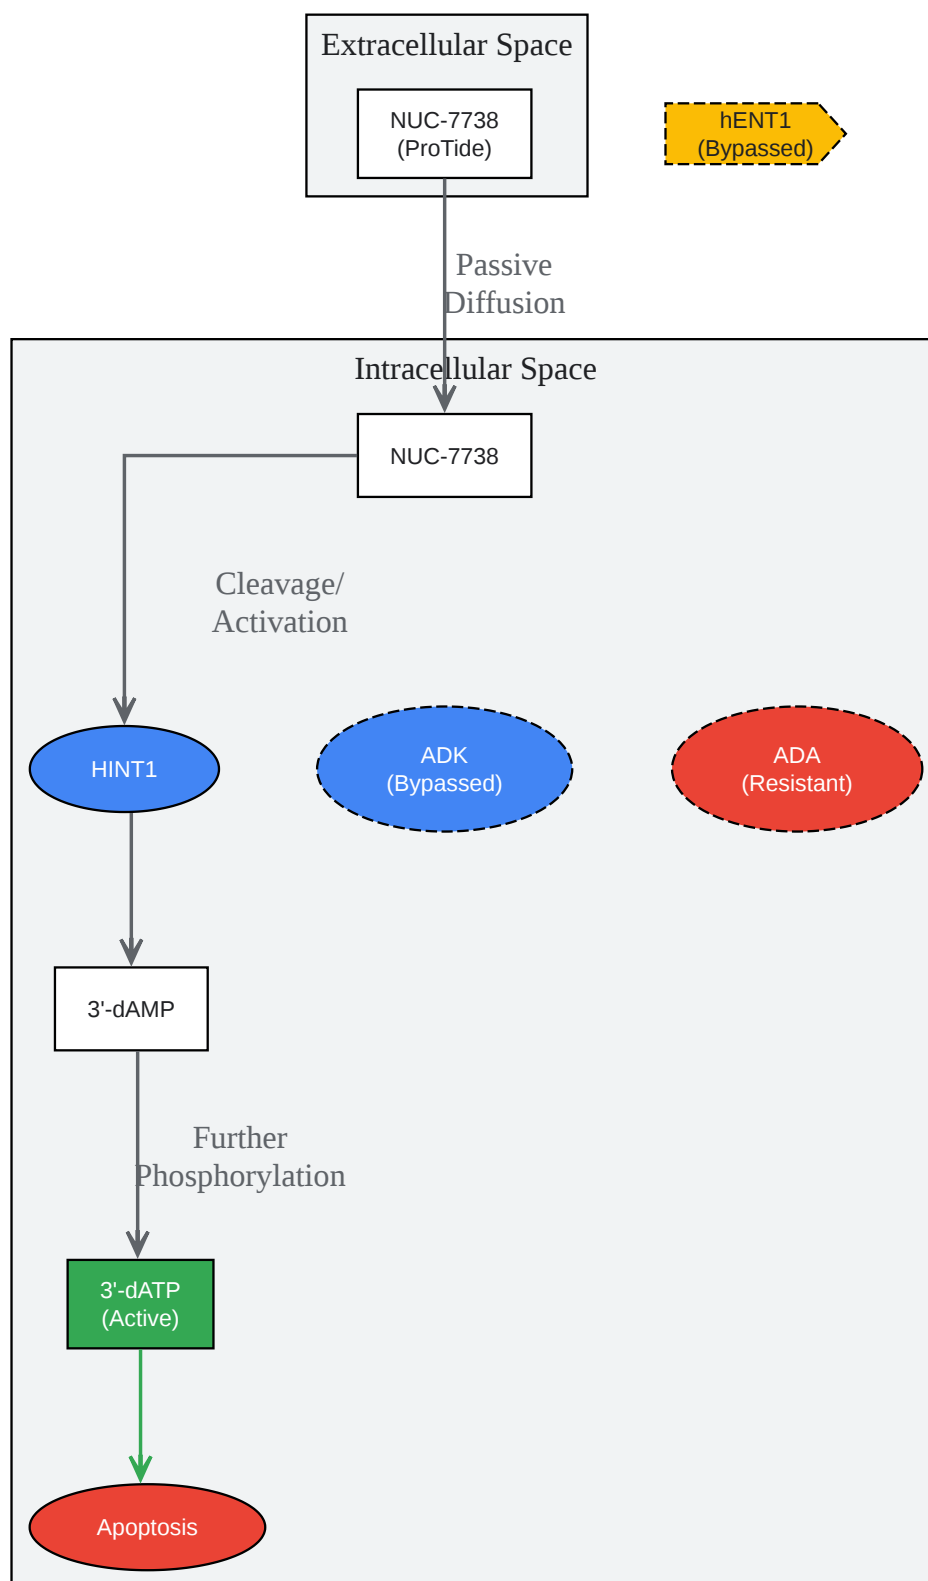 Extracellular Space
NUC-7738
(ProTide)
hENT1
(Bypassed)
Passive
Diffusion
Intracellular Space
NUC-7738
Cleavage/
Activation
HINT1
ADK
(Bypassed)
ADA
(Resistant)
3'-dAMP
Further
Phosphorylation
3'-dATP
(Active)
Apoptosis